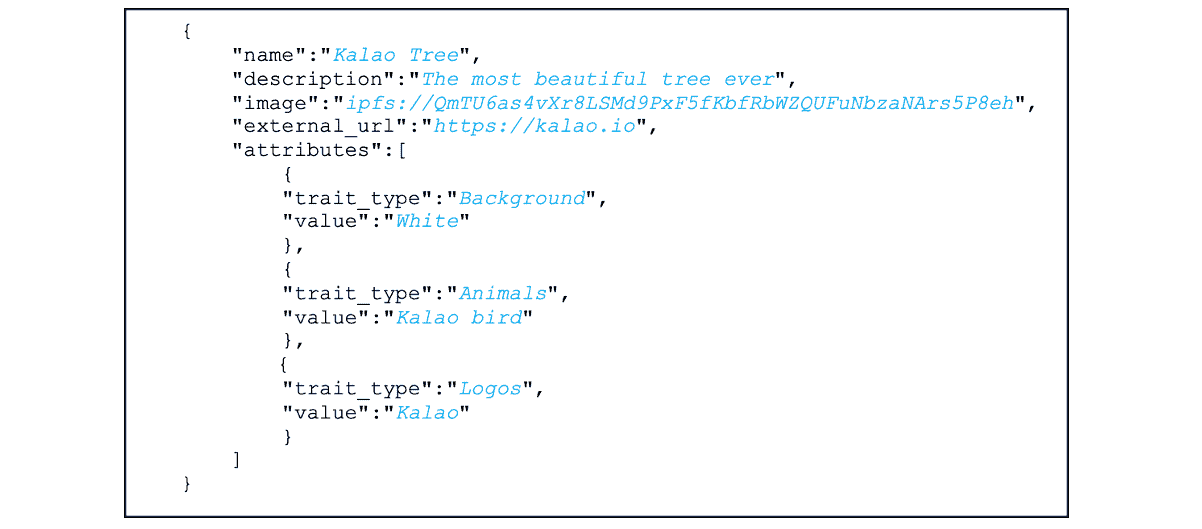 {
"name":"Kalao Tree",
"description":"The most beautiful tree ever",
"image":"ipfs://QmTU6as4vXr8LSMd9PxF5fKbfRbWZQUFuNbzaNArs5P8eh",
"external_url":"https://kalao.io",
"attributes":[
{
"trait_type":"Background",
"value":"White"
},
{
"trait_type":"Animals",
"value":"Kalao bird"
},
{
"trait_type":"Logos",
"value":"Kalao"
}
]
}